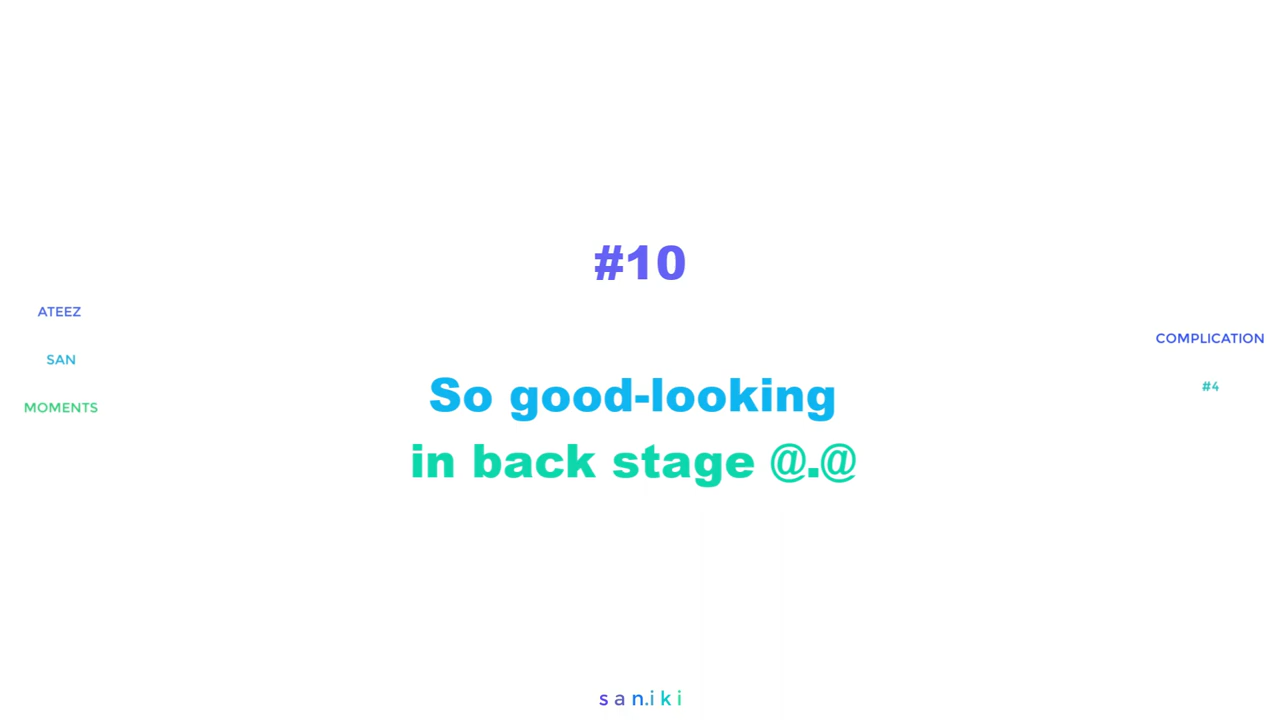 #10
So good-looking
in back stage @.@
ATEEZ
SAN
MOMENTS
COMPLICATION
#4
san.iki